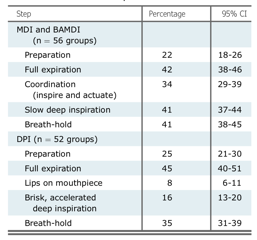 Step Percentage 95% CI
MDI and BAMDI
(n = 56 groups)
Preparation 22 18-26
Full expiration 42 38-46
Coordination 34 29-39
(inspire and actuate)
Slow deep inspiration 41 37-44
Breath-hold 41 38-45
DPI (n = 52 groups)
Preparation 25 21-30
Full expiration 45 40-51
Lips on mouthpiece 8 6-11
Brisk, accelerated 16 13-20
deep inspiration
Breath-hold 35 31-39